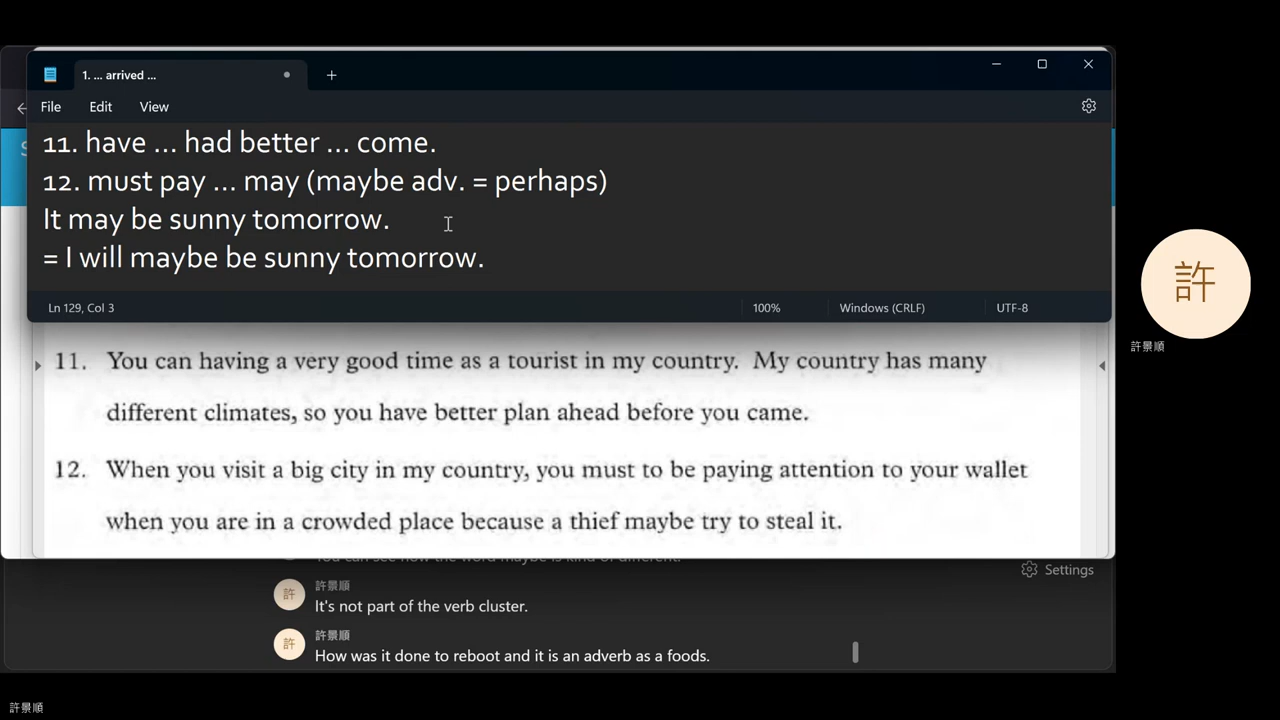 1. ... arrived ...
File Edit View
11. have ... had better ... come.
12. must pay ... may (maybe adv. = perhaps)
It may be sunny tomorrow.
= I will maybe be sunny tomorrow.
Ln 129, Col 3 100% Windows (CRLF) UTF-8
許
許景順
11. You can having a very good time as a tourist in my country. My country has many
different climates, so you have better plan ahead before you came.
12. When you visit a big city in my country, you must to be paying attention to your wallet
when you are in a crowded place because a thief maybe try to steal it.
Settings
許 許景順
It's not part of the verb cluster.
許 許景順
How was it done to reboot and it is an adverb as a foods.
許景順